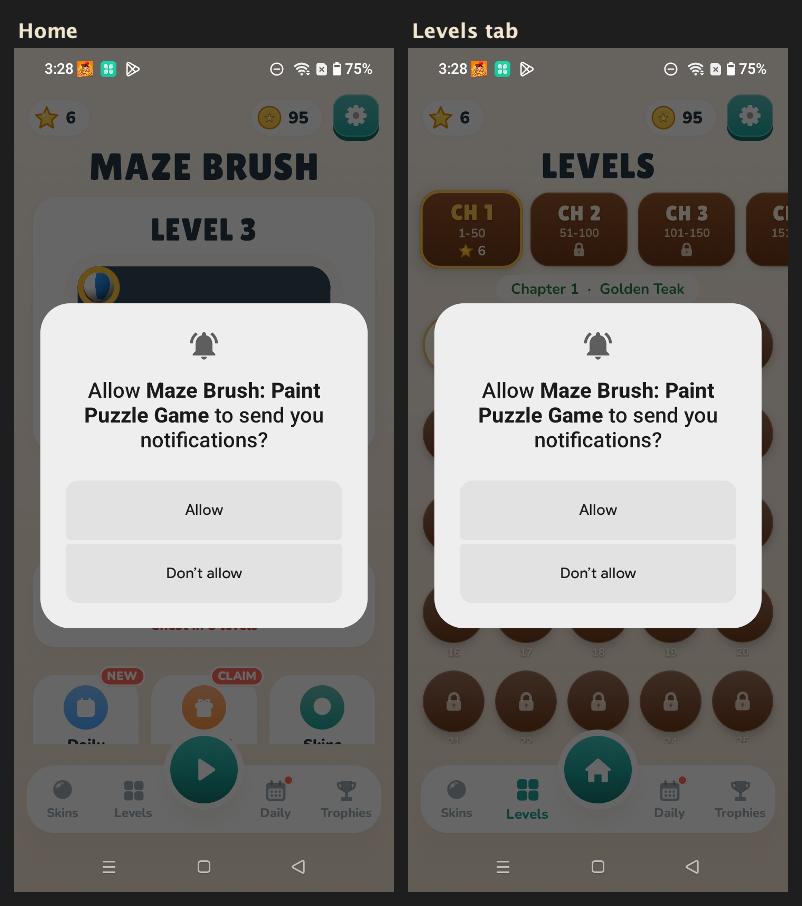 Home
3:28
75%
6
95
MAZE BRUSH
LEVEL 3
Allow Maze Brush: Paint
Puzzle Game to send you
notifications?
Allow
Don't allow
NEW
CLAIM
Daily
Skins
Skins
Levels
Daily
Trophies
Levels tab
3:28
75%
6
95
LEVELS
CH 1
1-50
6
CH 2
51-100
CH 3
101-150
Chapter 1 · Golden Teak
Allow Maze Brush: Paint
Puzzle Game to send you
notifications?
Allow
Don't allow
16 17 18 19 20
Skins
Levels
Daily
Trophies